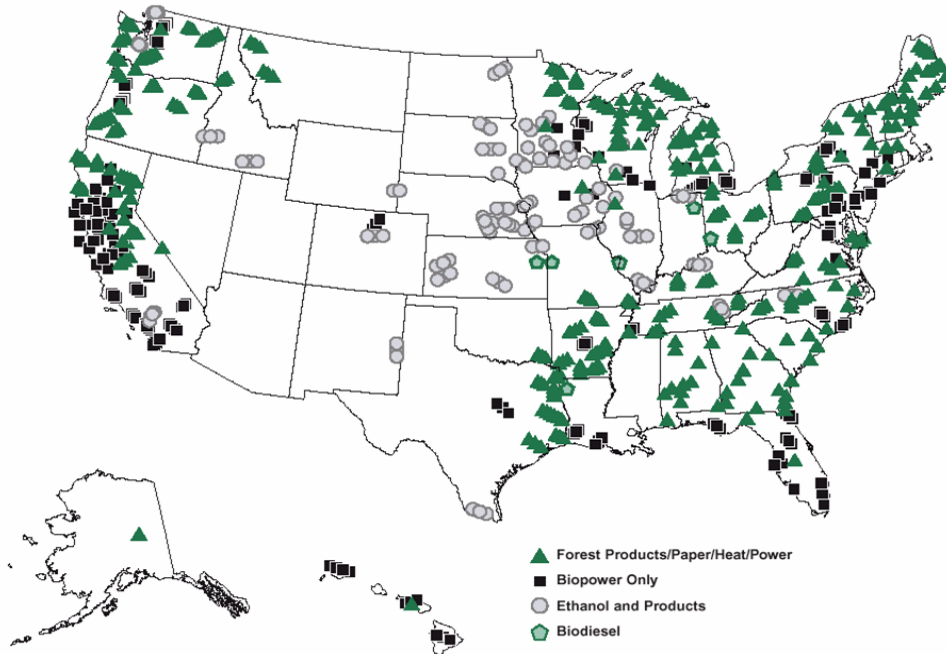 Forest Products/Paper/Heat/Power
Biopower Only
Ethanol and Products
Biodiesel